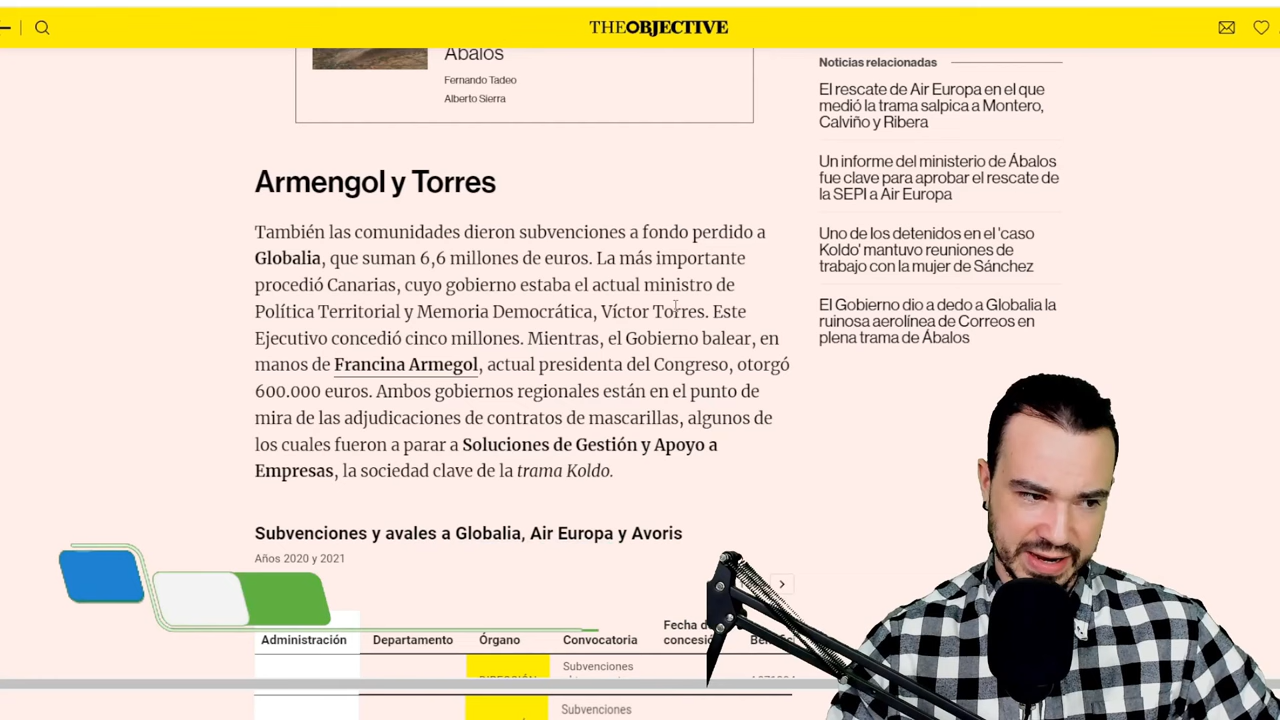 THEOBJECTIVE
Ábalos
Fernando Tadeo
Alberto Sierra
Armengol y Torres
También las comunidades dieron subvenciones a fondo perdido a
Globalia, que suman 6,6 millones de euros. La más importante
procedió Canarias, cuyo gobierno estaba el actual ministro de
Política Territorial y Memoria Democrática, Víctor Torres. Este
Ejecutivo concedió cinco millones. Mientras, el Gobierno balear, en
manos de Francina Armegol, actual presidenta del Congreso, otorgó
600.000 euros. Ambos gobiernos regionales están en el punto de
mira de las adjudicaciones de contratos de mascarillas, algunos de
los cuales fueron a parar a Soluciones de Gestión y Apoyo a
Empresas, la sociedad clave de la trama Koldo.
Subvenciones y avales a Globalia, Air Europa y Avoris
Años 2020 y 2021
Administración Departamento Órgano Convocatoria Fecha
Subvenciones
Subvenciones
Noticias relacionadas
El rescate de Air Europa en el que
medió la trama salpica a Montero,
Calviño y Ribera
Un informe del ministerio de Ábalos
fue clave para aprobar el rescate de
la SEPI a Air Europa
Uno de los detenidos en el 'caso
Koldo' mantuvo reuniones de
trabajo con la mujer de Sánchez
El Gobierno dio a dedo a Globalia la
ruinosa aerolínea de Correos en
plena trama de Ábalos